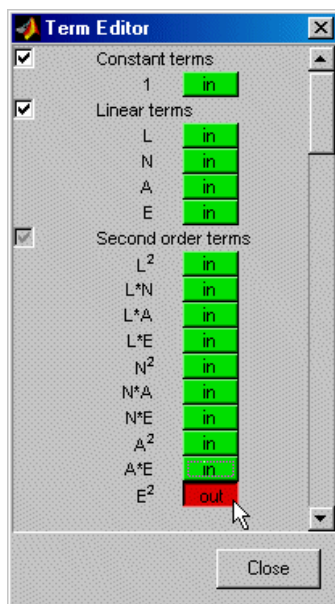 Term Editor
Constant terms
1 in
Linear terms
L in
N in
A in
E in
Second order terms
L² in
L*N in
L*A in
L*E in
N² in
N*A in
N*E in
A² in
A*E in
E² out
Close